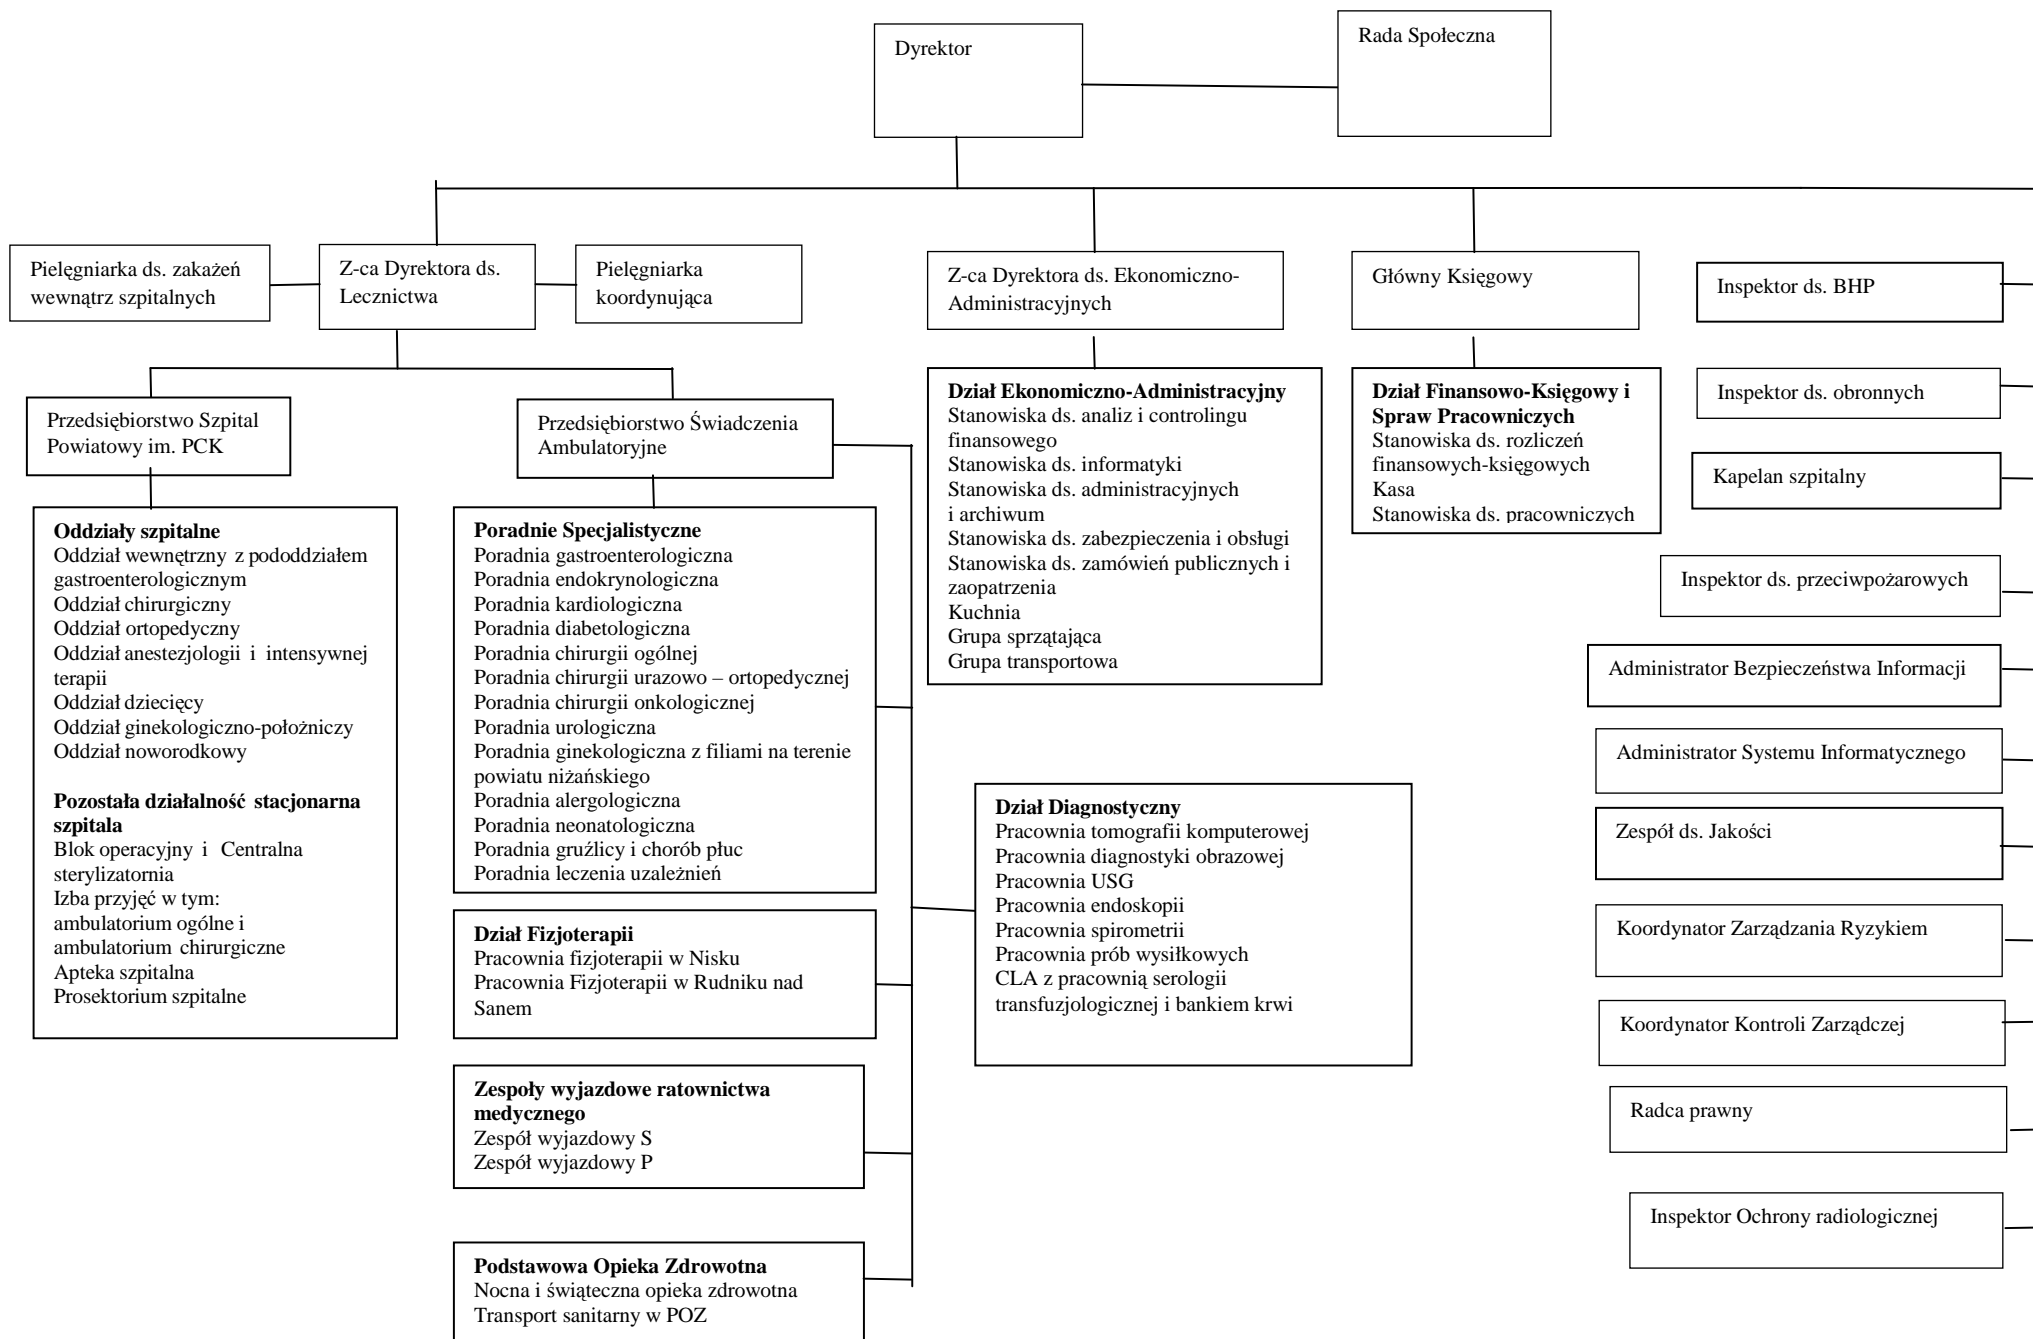 Dyrektor
Rada Społeczna
Pielęgniarka ds. zakażeń
wewnątrz szpitalnych
Z-ca Dyrektora ds.
Lecznictwa
Pielęgniarka
koordynująca
Z-ca Dyrektora ds. Ekonomiczno-
Administracyjnych
Główny Księgowy
Inspektor ds. BHP
Inspektor ds. obronnych
Kapelan szpitalny
Inspektor ds. przeciwpożarowych
Administrator Bezpieczeństwa Informacji
Administrator Systemu Informatycznego
Zespół ds. Jakości
Koordynator Zarządzania Ryzykiem
Koordynator Kontroli Zarządczej
Radca prawny
Inspektor Ochrony radiologicznej
Przedsiębiorstwo Szpital
Powiatowy im. PCK
Przedsiębiorstwo Świadczenia
Ambulatoryjne
Dział Ekonomiczno-Administracyjny
Stanowiska ds. analiz i controlingu
finansowego
Stanowiska ds. informatyki
Stanowiska ds. administracyjnych
i archiwum
Stanowiska ds. zabezpieczenia i obsługi
Stanowiska ds. zamówień publicznych i
zaopatrzenia
Kuchnia
Grupa sprzątająca
Grupa transportowa
Dział Finansowo-Księgowy i
Spraw Pracowniczych
Stanowiska ds. rozliczeń
finansowych-księgowych
Kasa
Stanowiska ds. pracowniczych
Oddziały szpitalne
Oddział wewnętrzny z pododdziałem
gastroenterologicznym
Oddział chirurgiczny
Oddział ortopedyczny
Oddział anestezjologii i intensywnej
terapii
Oddział dziecięcy
Oddział ginekologiczno-położniczy
Oddział noworodkowy
Pozostała działalność stacjonarna
szpitala
Blok operacyjny i Centralna
sterylizatornia
Izba przyjęć w tym:
ambulatorium ogólne i
ambulatorium chirurgiczne
Apteka szpitalna
Prosektorium szpitalne
Poradnie Specjalistyczne
Poradnia gastroenterologiczna
Poradnia endokrynologiczna
Poradnia kardiologiczna
Poradnia diabetologiczna
Poradnia chirurgii ogólnej
Poradnia chirurgii urazowo – ortopedycznej
Poradnia chirurgii onkologicznej
Poradnia urologiczna
Poradnia ginekologiczna z filiami na terenie
powiatu niżańskiego
Poradnia alergologiczna
Poradnia neonatologiczna
Poradnia gruźlicy i chorób płuc
Poradnia leczenia uzależnień
Dział Fizjoterapii
Pracownia fizjoterapii w Nisku
Pracownia Fizjoterapii w Rudniku nad
Sanem
Zespoły wyjazdowe ratownictwa
medycznego
Zespół wyjazdowy S
Zespół wyjazdowy P
Podstawowa Opieka Zdrowotna
Nocna i świąteczna opieka zdrowotna
Transport sanitarny w POZ
Dział Diagnostyczny
Pracownia tomografii komputerowej
Pracownia diagnostyki obrazowej
Pracownia USG
Pracownia endoskopii
Pracownia spirometrii
Pracownia prób wysiłkowych
CLA z pracownią serologii
transfuzjologicznej i bankiem krwi